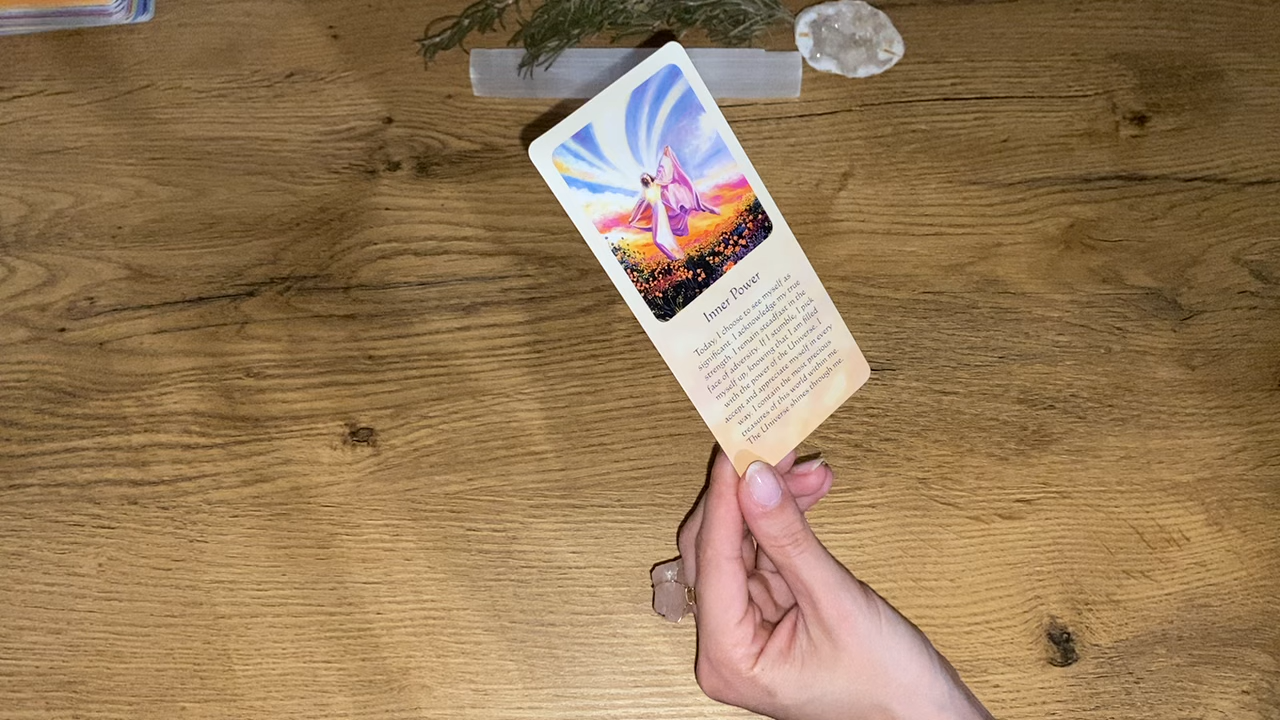 Inner Power
Today, I choose to see myself as
significant. I acknowledge my true
strength. I remain steadfast in the
face of adversity. If I stumble, I pick
myself up, knowing that I am filled
with the power of the Universe. I
accept and appreciate myself in every
way. I contain the most precious
treasures of this world within me.
The Universe shines through me.